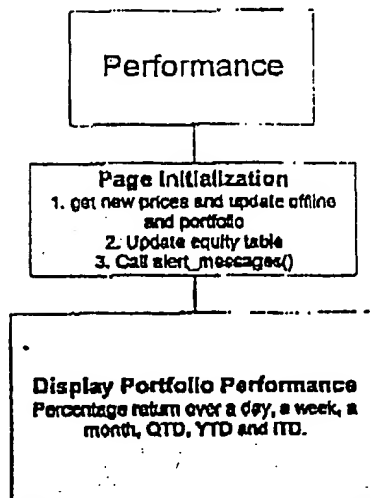 Performance
Page Initialization
1. get new prices and update offline
and portfolio
2. Update equity table
3. Call alert_messages()
Display Portfolio Performance
Percentage return over a day, a week, a
month, QTD, YTD and ITD.